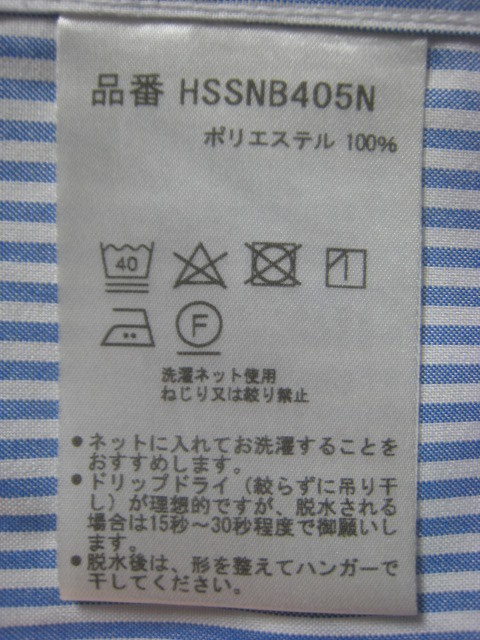 品番 HSSNB405N
ポリエステル 100%
40
F
洗濯ネット使用
ねじり又は絞り禁止
●ネットに入れてお洗濯することを
おすすめします。
●ドリップドライ（絞らずに吊り干
し）が理想的ですが、脱水される
場合は15秒～30秒程度で御願いし
ます。
●脱水後は、形を整えてハンガーで
干してください。